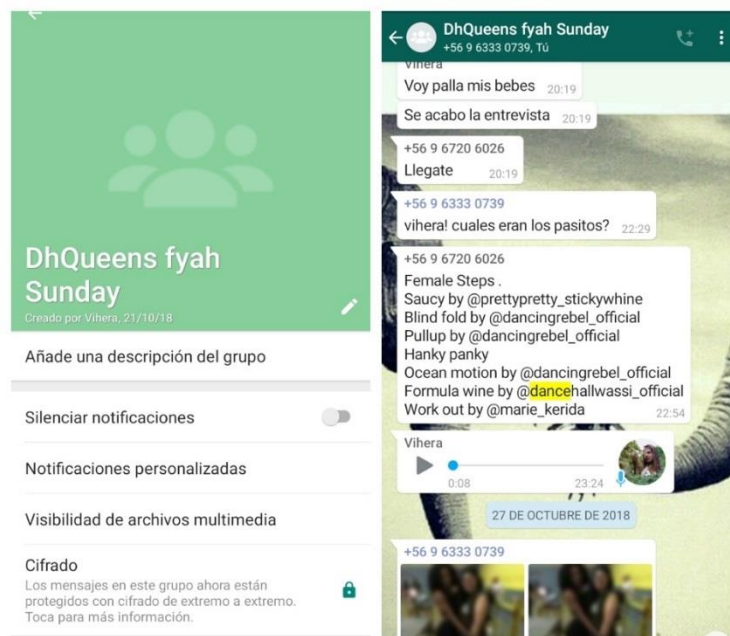 DhQueens fyah
Sunday
Creado por Vihera, 21/10/18
Añade una descripción del grupo
Silenciar notificaciones
Notificaciones personalizadas
Visibilidad de archivos multimedia
Cifrado
Los mensajes en este grupo ahora están
protegidos con cifrado de extremo a extremo.
Toca para más información.
DhQueens fyah Sunday
+56 9 6333 0739, Tú
Vihera
Voy palla mis bebes 20:19
Se acabo la entrevista 20:19
+56 9 6720 6026
Llegate 20:19
+56 9 6333 0739
vihera! cuales eran los pasitos? 22:29
+56 9 6720 6026
Female Steps .
Saucy by @prettypretty_stickywhine
Blind fold by @dancingrebel_official
Pullup by @dancingrebel_official
Hanky panky
Ocean motion by @dancingrebel_official
Formula wine by @dancehallwassi_official
Work out by @marie_kerida 22:54
Vihera
0:08 23:24
27 DE OCTUBRE DE 2018
+56 9 6333 0739